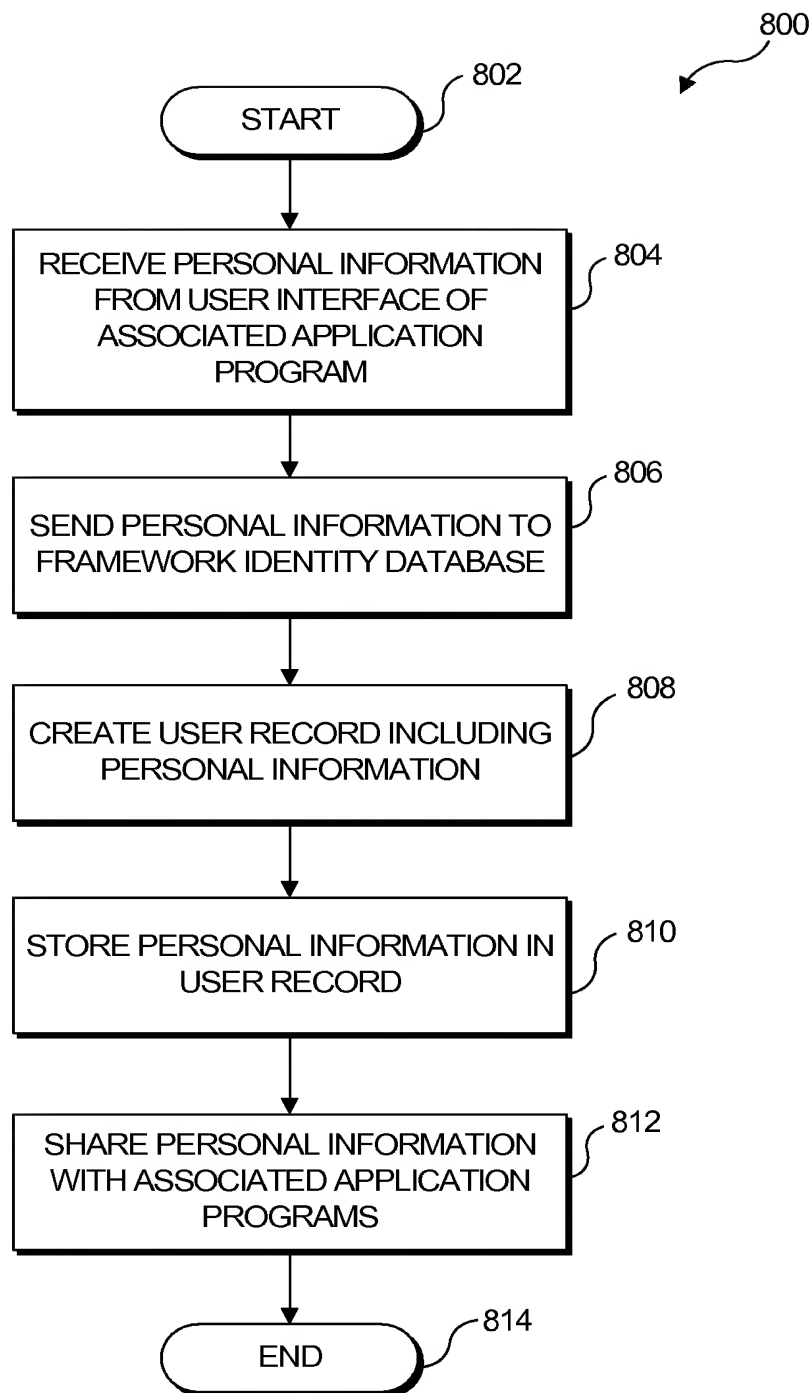 800
802
START
RECEIVE PERSONAL INFORMATION
FROM USER INTERFACE OF
ASSOCIATED APPLICATION
PROGRAM
804
806
SEND PERSONAL INFORMATION TO
FRAMEWORK IDENTITY DATABASE
808
CREATE USER RECORD INCLUDING
PERSONAL INFORMATION
STORE PERSONAL INFORMATION IN
USER RECORD
810
SHARE PERSONAL INFORMATION
WITH ASSOCIATED APPLICATION
PROGRAMS
812
END
814